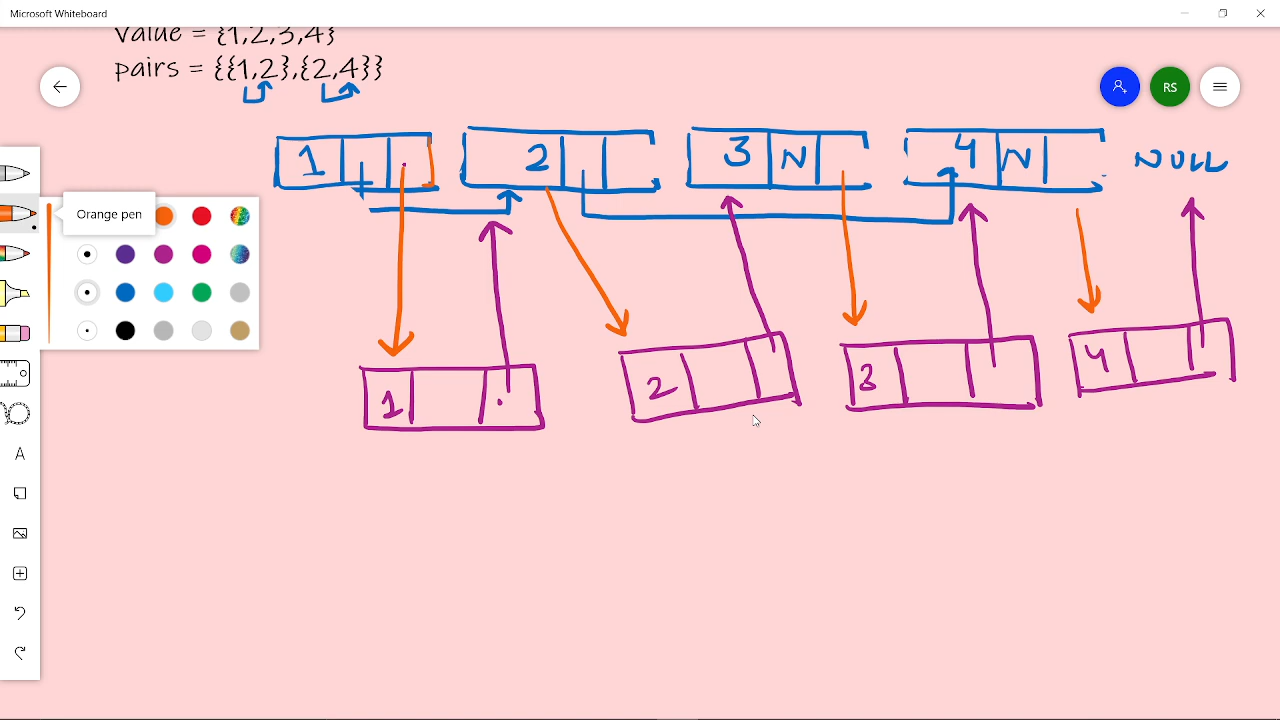 Microsoft Whiteboard
value = {1,2,3,4}
pairs = {{1,2},{2,4}}
RS
1 2 3 N 4 N NULL
Orange pen
1 2 3 4
A